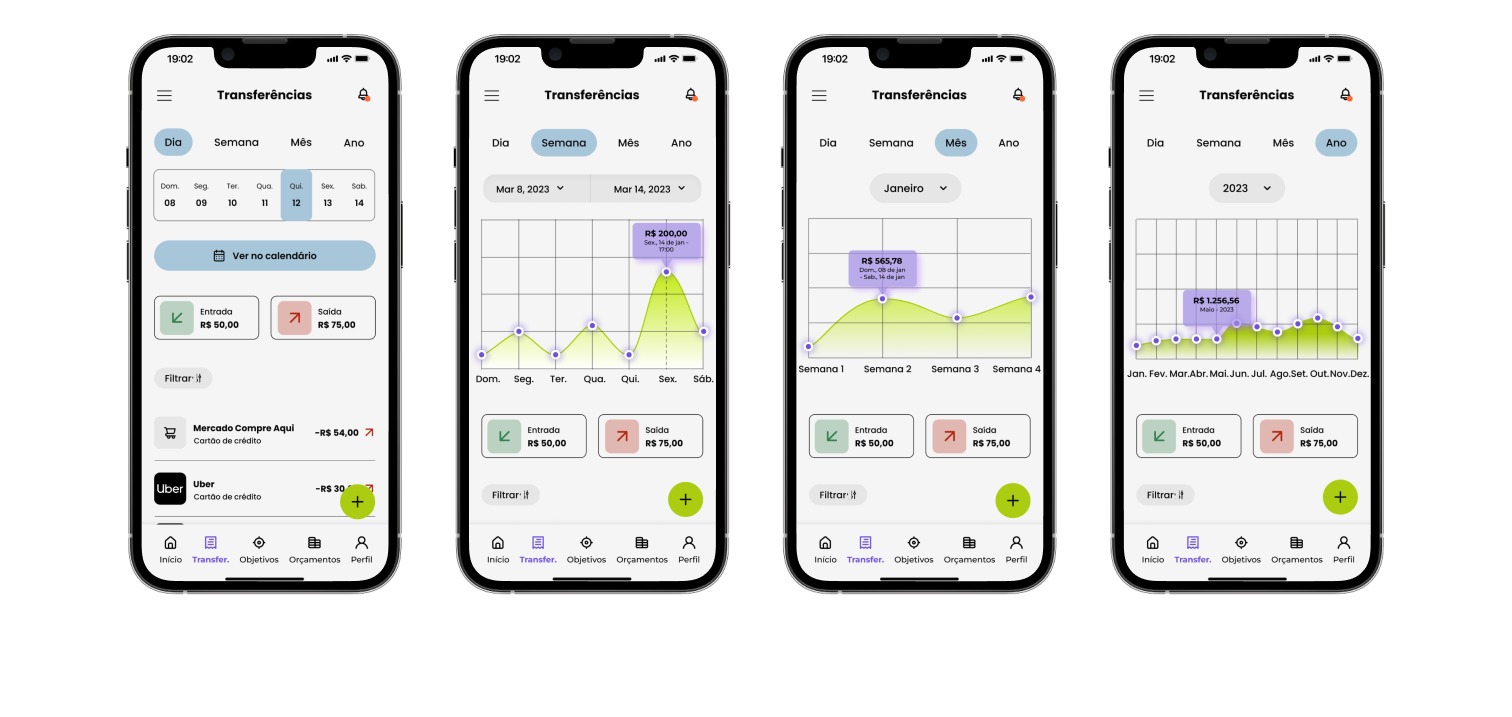 19:02
Transferências
Dia Semana Mês Ano
Dom. Seg. Ter. Qua. Qui. Sex. Sab.
08 09 10 11 12 13 14
Ver no calendário
Entrada
R$ 50,00
Saída
R$ 75,00
Filtrar
Mercado Compre Aqui
Cartão de crédito
-R$ 54,00
Uber
Uber
Cartão de crédito
-R$ 30
Início Transfer. Objetivos Orçamentos Perfil
19:02
Transferências
Dia Semana Mês Ano
Mar 8, 2023 Mar 14, 2023
R$ 200,00
Sex., 14 de jan -
17:00
Dom. Seg. Ter. Qua. Qui. Sex. Sáb.
Entrada
R$ 50,00
Saída
R$ 75,00
Filtrar
Início Transfer. Objetivos Orçamentos Perfil
19:02
Transferências
Dia Semana Mês Ano
Janeiro
R$ 565,78
Dom., 08 de jan
- Sab., 14 de jan
Semana 1 Semana 2 Semana 3 Semana 4
Entrada
R$ 50,00
Saída
R$ 75,00
Filtrar
Início Transfer. Objetivos Orçamentos Perfil
19:02
Transferências
Dia Semana Mês Ano
2023
R$ 1.256,56
Maio - 2023
Jan. Fev. Mar. Abr. Mai. Jun. Jul. Ago. Set. Out. Nov. Dez.
Entrada
R$ 50,00
Saída
R$ 75,00
Filtrar
Início Transfer. Objetivos Orçamentos Perfil